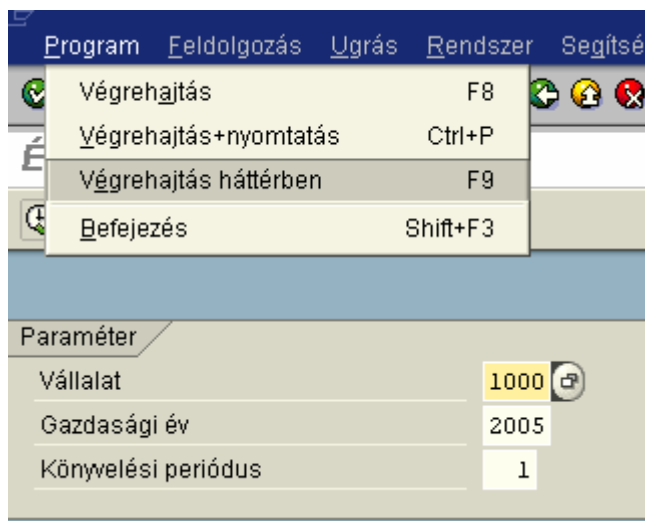 Program Feldolgozás Ugrás Rendszer Segítsé
Végrehajtás F8
Végrehajtás+nyomtatás Ctrl+P
É
Végrehajtás háttérben F9
Befejezés Shift+F3
Paraméter
Vállalat 1000
Gazdasági év 2005
Könyvelési periódus 1